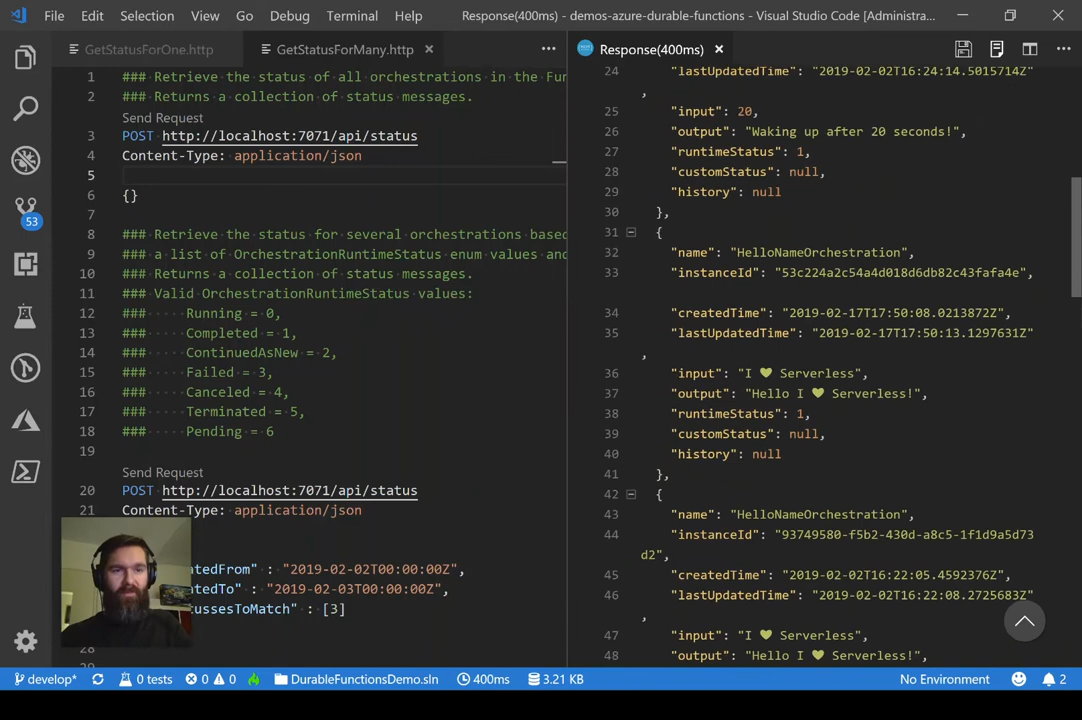 File Edit Selection View Go Debug Terminal Help
Response(400ms) - demos-azure-durable-functions - Visual Studio Code [Administra...
GetStatusForOne.http
GetStatusForMany.http
Response(400ms)
1 ### Retrieve the status of all orchestrations in the Fun
2 ### Returns a collection of status messages.
Send Request
3 POST http://localhost:7071/api/status
4 Content-Type: application/json
5
6 {}
7
8 ### Retrieve the status for several orchestrations based
9 ### a list of OrchestrationRuntimeStatus enum values and
10 ### Returns a collection of status messages.
11 ### Valid OrchestrationRuntimeStatus values:
12 ### ····· Running = 0,
13 ### ····· Completed = 1,
14 ### ····· ContinuedAsNew = 2,
15 ### ····· Failed = 3,
16 ### ····· Canceled = 4,
17 ### ····· Terminated = 5,
18 ### ····· Pending = 6
19
Send Request
20 POST http://localhost:7071/api/status
21 Content-Type: application/json
atedFrom" : "2019-02-02T00:00:00Z",
atedTo" : "2019-02-03T00:00:00Z",
tussesToMatch" : [3]
28
24 "lastUpdatedTime": "2019-02-02T16:24:14.5015714Z"
,
25 "input": 20,
26 "output": "Waking up after 20 seconds!",
27 "runtimeStatus": 1,
28 "customStatus": null,
29 "history": null
30 },
31 {
32 "name": "HelloNameOrchestration",
33 "instanceId": "53c224a2c54a4d018d6db82c43fafa4e",
34 "createdTime": "2019-02-17T17:50:08.0213872Z",
35 "lastUpdatedTime": "2019-02-17T17:50:13.1297631Z"
,
36 "input": "I ♥ Serverless",
37 "output": "Hello I ♥ Serverless!",
38 "runtimeStatus": 1,
39 "customStatus": null,
40 "history": null
41 },
42 {
43 "name": "HelloNameOrchestration",
44 "instanceId": "93749580-f5b2-430d-a8c5-1f1d9a5d73
d2",
45 "createdTime": "2019-02-02T16:22:05.4592376Z",
46 "lastUpdatedTime": "2019-02-02T16:22:08.2725683Z"
,
47 "input": "I ♥ Serverless",
48 "output": "Hello I ♥ Serverless!",
53
develop* 0 tests 0 0 DurableFunctionsDemo.sln 400ms 3.21 KB No Environment 2